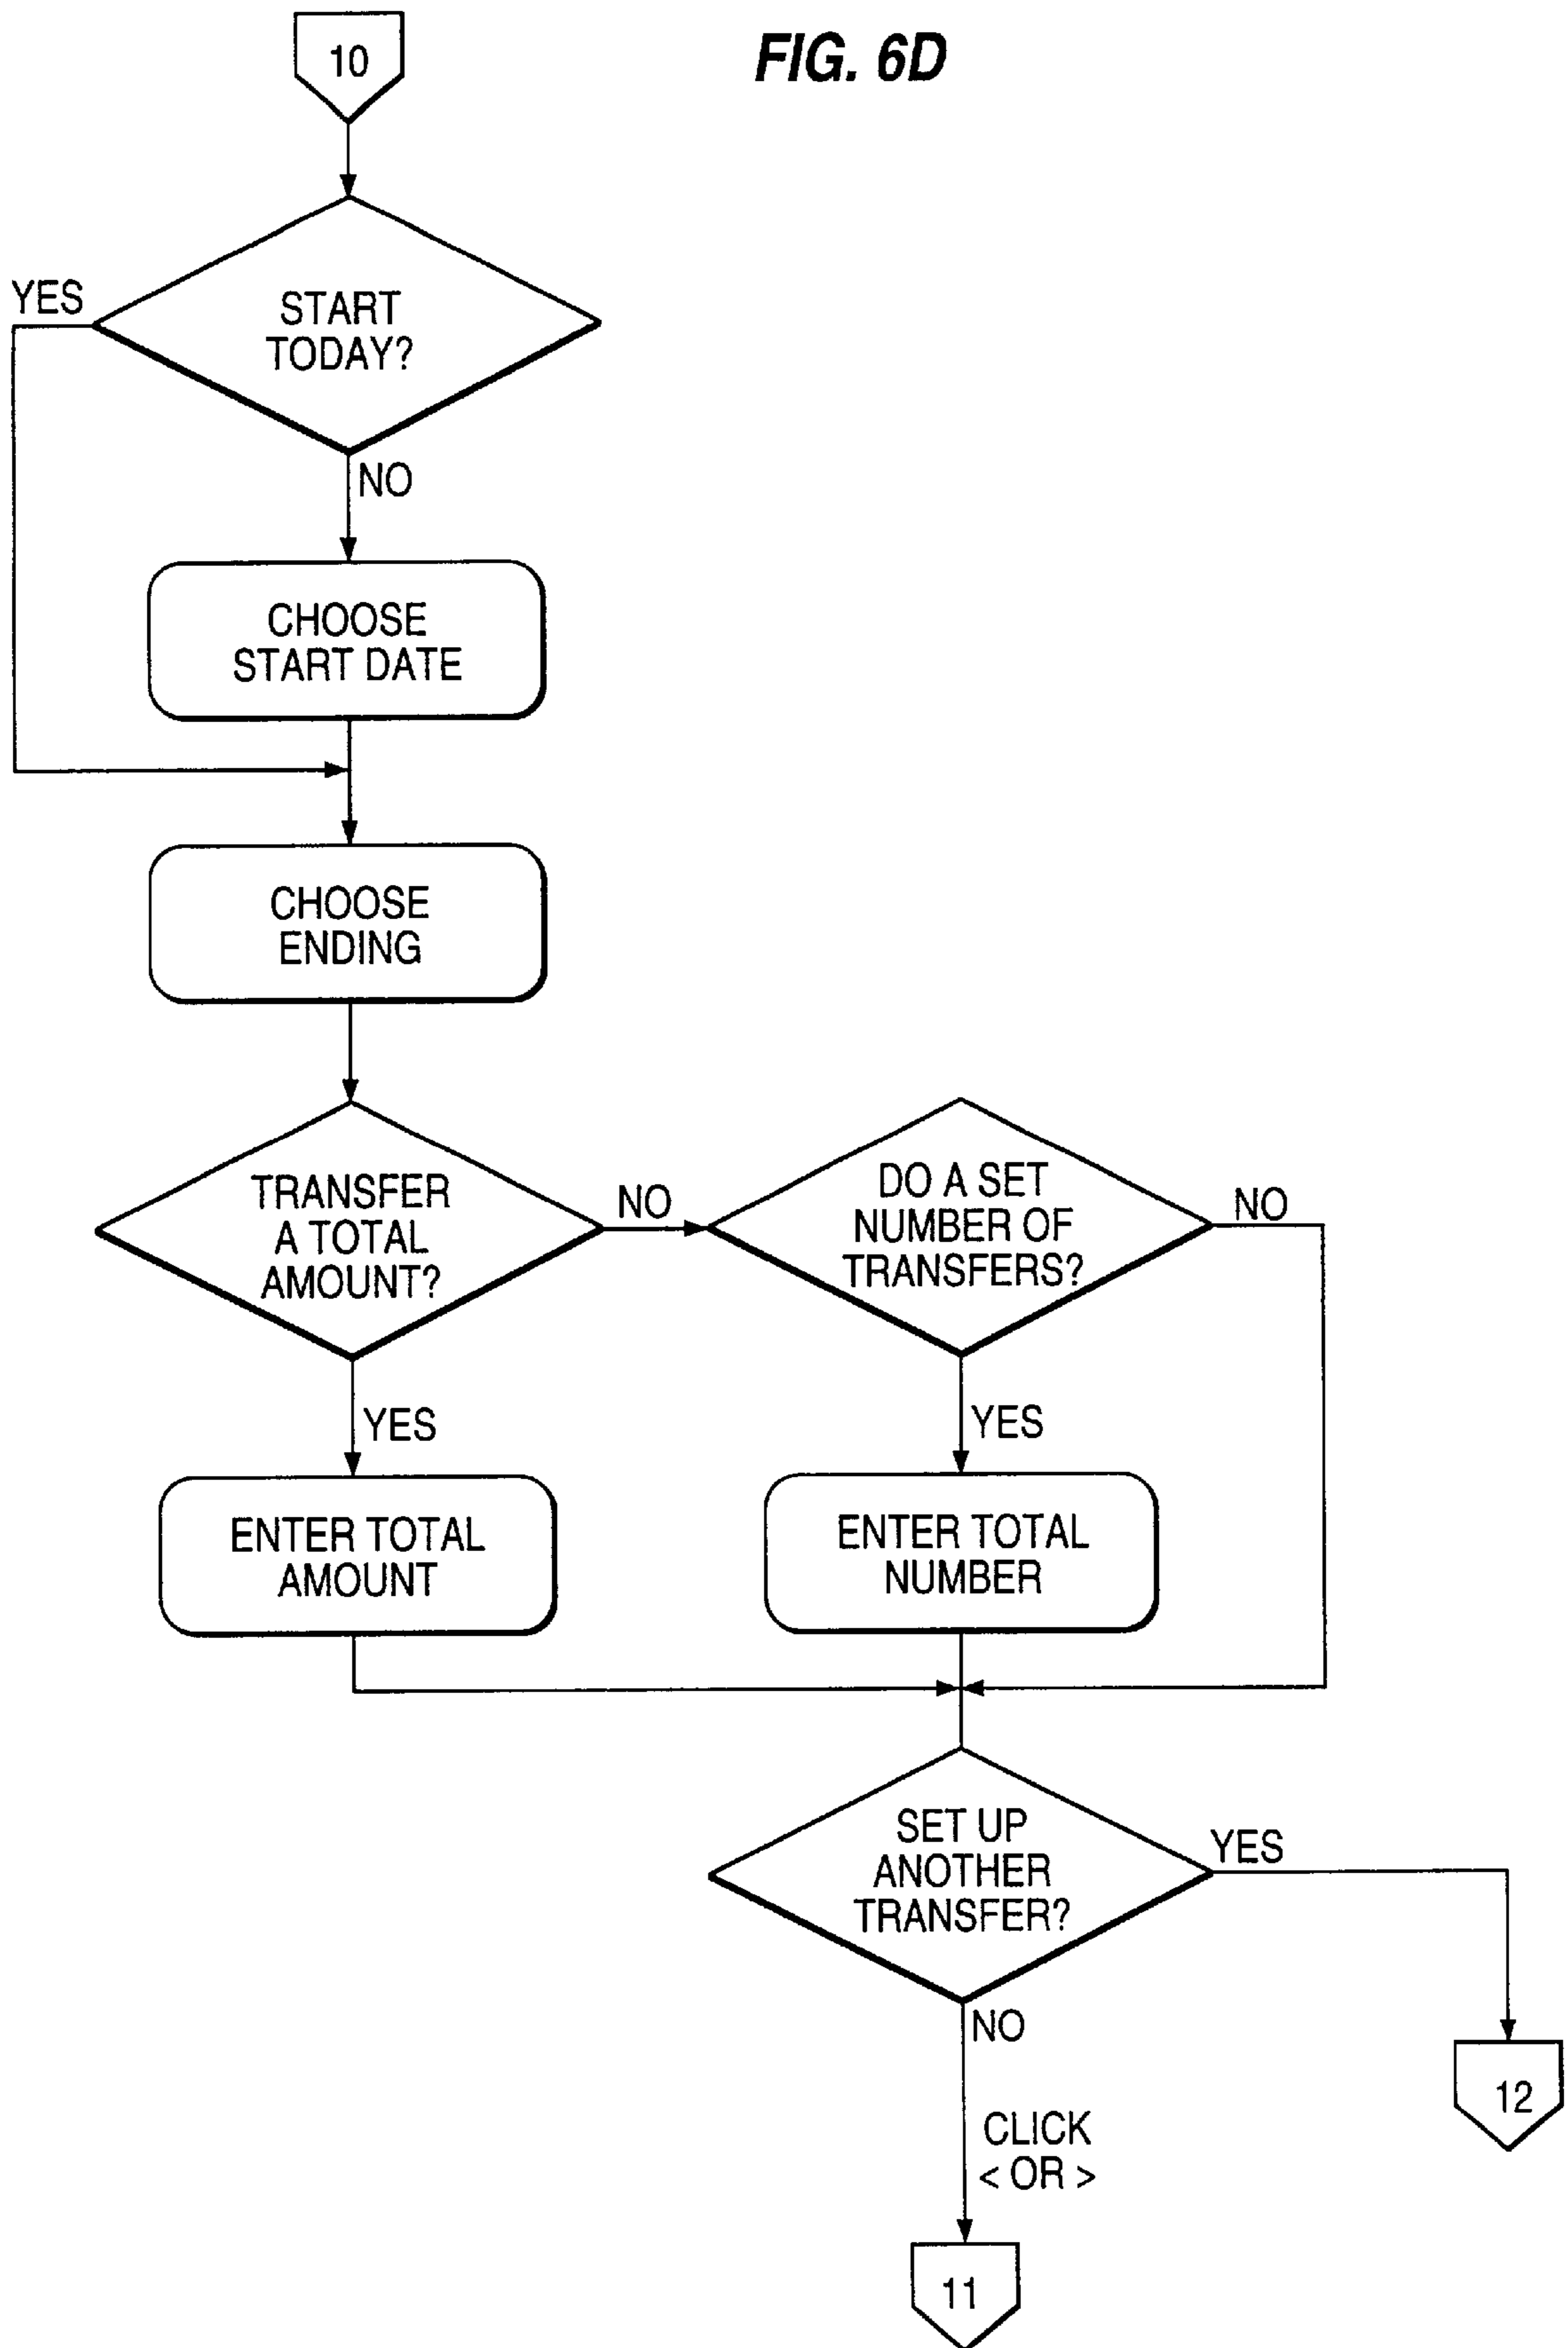 FIG. 6D
10
YES
START
TODAY?
NO
CHOOSE
START DATE
CHOOSE
ENDING
TRANSFER
A TOTAL
AMOUNT?
NO
DO A SET
NUMBER OF
TRANSFERS?
NO
YES
YES
ENTER TOTAL
AMOUNT
ENTER TOTAL
NUMBER
SET UP
ANOTHER
TRANSFER?
YES
NO
12
CLICK
< OR >
11